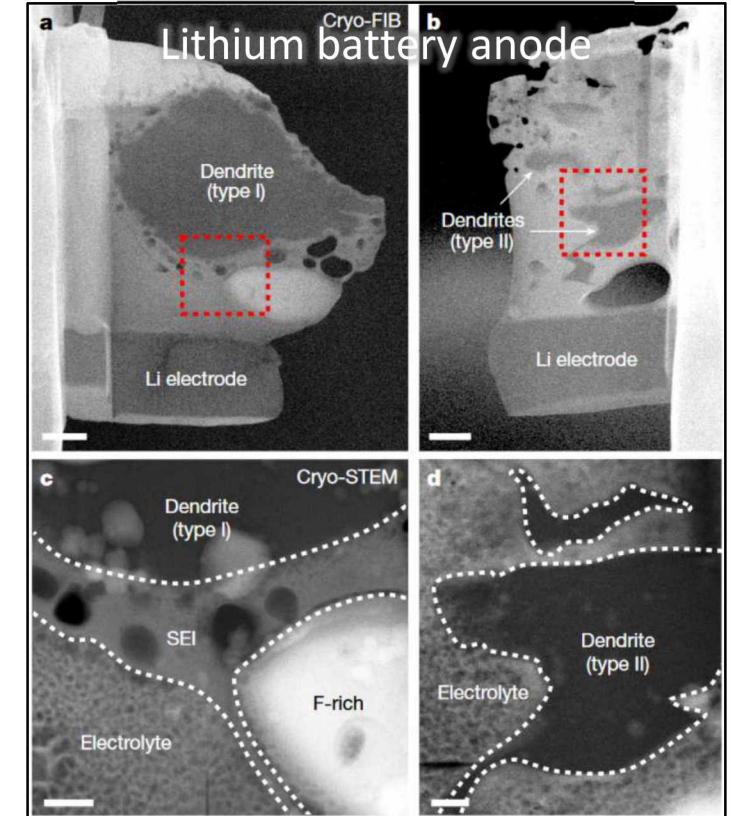 a
Cryo-FIB
b
Lithium battery anode
Dendrite
(type I)
Dendrites
(type II)
Li electrode
Li electrode
c
Cryo-STEM
d
Dendrite
(type I)
SEI
F-rich
Electrolyte
Dendrite
(type II)
Electrolyte